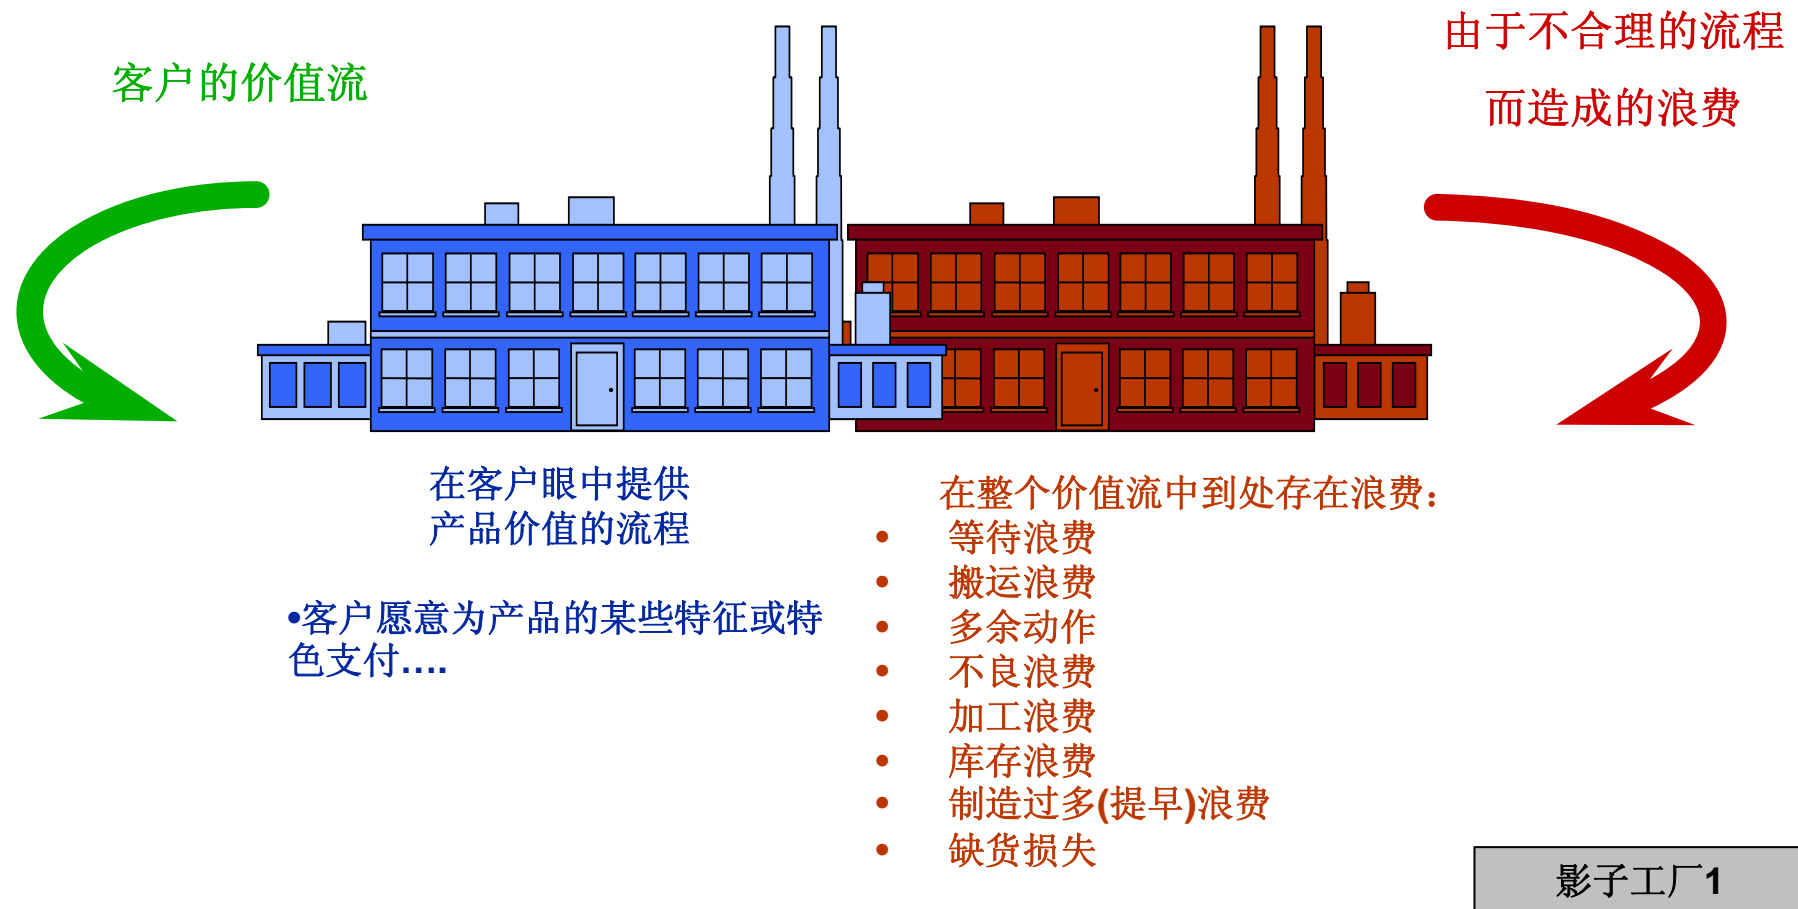 客户的价值流
由于不合理的流程
而造成的浪费
在客户眼中提供
产品价值的流程
•客户愿意为产品的某些特征或特
色支付….
在整个价值流中到处存在浪费：
• 等待浪费
• 搬运浪费
• 多余动作
• 不良浪费
• 加工浪费
• 库存浪费
• 制造过多(提早)浪费
• 缺货损失
影子工厂1